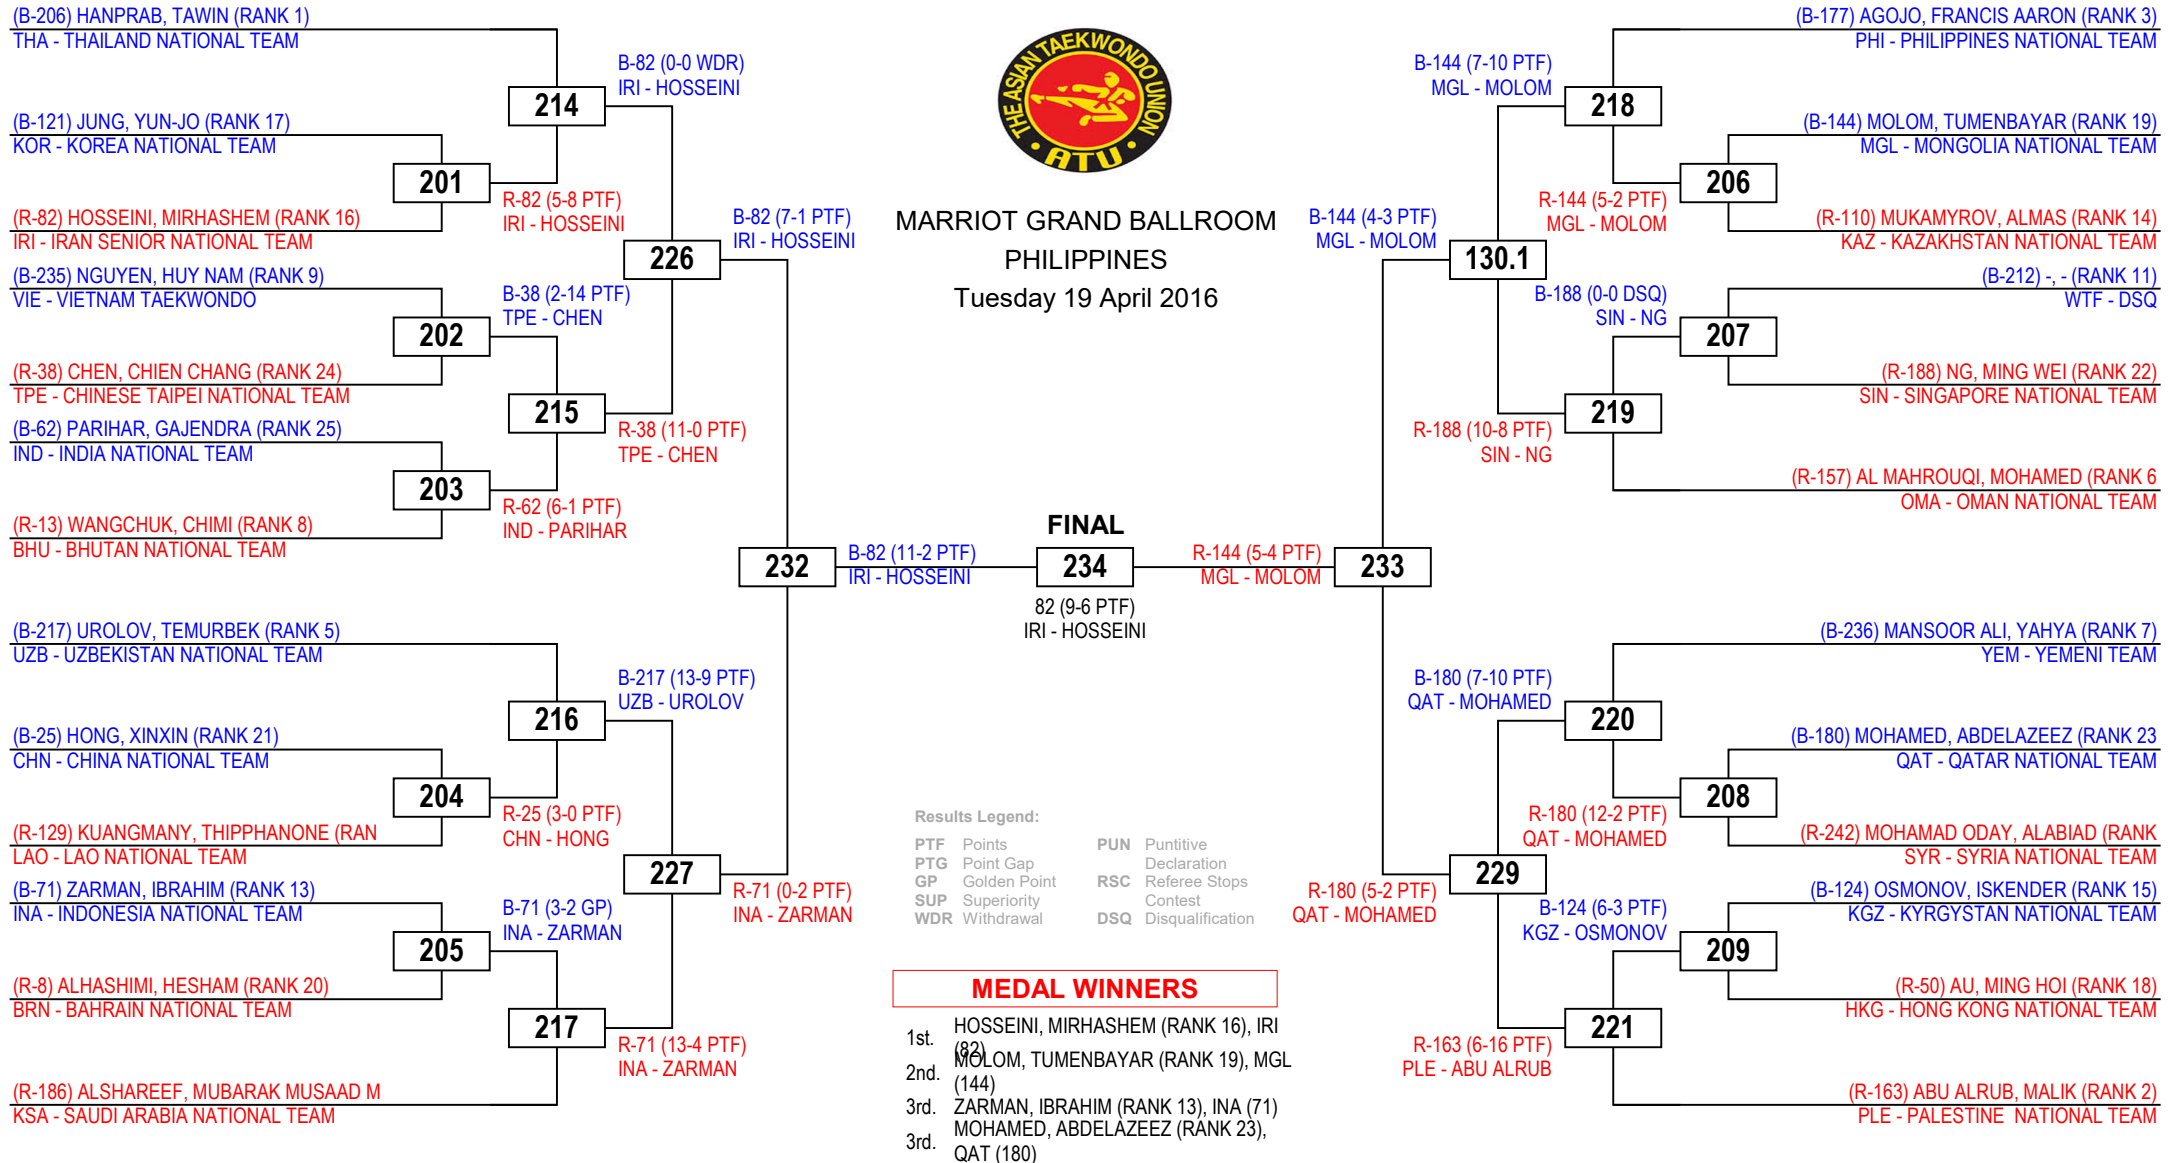 (B-206) HANPRAB, TAWIN (RANK 1)
THA - THAILAND NATIONAL TEAM
B-82 (0-0 WDR)
IRI - HOSSEINI
214
(B-121) JUNG, YUN-JO (RANK 17)
KOR - KOREA NATIONAL TEAM
201
R-82 (5-8 PTF)
IRI - HOSSEINI
(R-82) HOSSEINI, MIRHASHEM (RANK 16)
IRI - IRAN SENIOR NATIONAL TEAM
B-82 (7-1 PTF)
IRI - HOSSEINI
226
(B-235) NGUYEN, HUY NAM (RANK 9)
VIE - VIETNAM TAEKWONDO
B-38 (2-14 PTF)
TPE - CHEN
202
(R-38) CHEN, CHIEN CHANG (RANK 24)
TPE - CHINESE TAIPEI NATIONAL TEAM
215
R-38 (11-0 PTF)
TPE - CHEN
(B-62) PARIHAR, GAJENDRA (RANK 25)
IND - INDIA NATIONAL TEAM
203
R-62 (6-1 PTF)
IND - PARIHAR
(R-13) WANGCHUK, CHIMI (RANK 8)
BHU - BHUTAN NATIONAL TEAM
232
B-82 (11-2 PTF)
IRI - HOSSEINI
(B-217) UROLOV, TEMURBEK (RANK 5)
UZB - UZBEKISTAN NATIONAL TEAM
B-217 (13-9 PTF)
UZB - UROLOV
216
(B-25) HONG, XINXIN (RANK 21)
CHN - CHINA NATIONAL TEAM
204
R-25 (3-0 PTF)
CHN - HONG
(R-129) KUANGMANY, THIPPHANONE (RAN
LAO - LAO NATIONAL TEAM
227
R-71 (0-2 PTF)
INA - ZARMAN
(B-71) ZARMAN, IBRAHIM (RANK 13)
INA - INDONESIA NATIONAL TEAM
B-71 (3-2 GP)
INA - ZARMAN
205
(R-8) ALHASHIMI, HESHAM (RANK 20)
BRN - BAHRAIN NATIONAL TEAM
217
R-71 (13-4 PTF)
INA - ZARMAN
(R-186) ALSHAREEF, MUBARAK MUSAAD M
KSA - SAUDI ARABIA NATIONAL TEAM
THE ASIAN TAEKWONDO UNION
ATU
MARRIOT GRAND BALLROOM
PHILIPPINES
Tuesday 19 April 2016
FINAL
234
82 (9-6 PTF)
IRI - HOSSEINI
Results Legend:
PTF Points
PTG Point Gap
GP Golden Point
SUP Superiority
WDR Withdrawal
PUN Puntitive
Declaration
RSC Referee Stops
Contest
DSQ Disqualification
MEDAL WINNERS
1st. HOSSEINI, MIRHASHEM (RANK 16), IRI
(82)
2nd. MOLOM, TUMENBAYAR (RANK 19), MGL
(144)
3rd. ZARMAN, IBRAHIM (RANK 13), INA (71)
3rd. MOHAMED, ABDELAZEEZ (RANK 23),
QAT (180)
(B-177) AGOJO, FRANCIS AARON (RANK 3)
PHI - PHILIPPINES NATIONAL TEAM
B-144 (7-10 PTF)
MGL - MOLOM
218
(B-144) MOLOM, TUMENBAYAR (RANK 19)
MGL - MONGOLIA NATIONAL TEAM
206
R-144 (5-2 PTF)
MGL - MOLOM
(R-110) MUKAMYROV, ALMAS (RANK 14)
KAZ - KAZAKHSTAN NATIONAL TEAM
B-144 (4-3 PTF)
MGL - MOLOM
130.1
(B-212) -, - (RANK 11)
WTF - DSQ
B-188 (0-0 DSQ)
SIN - NG
207
(R-188) NG, MING WEI (RANK 22)
SIN - SINGAPORE NATIONAL TEAM
219
R-188 (10-8 PTF)
SIN - NG
(R-157) AL MAHROUQI, MOHAMED (RANK 6
OMA - OMAN NATIONAL TEAM
R-144 (5-4 PTF)
MGL - MOLOM
233
(B-236) MANSOOR ALI, YAHYA (RANK 7)
YEM - YEMENI TEAM
B-180 (7-10 PTF)
QAT - MOHAMED
220
(B-180) MOHAMED, ABDELAZEEZ (RANK 23
QAT - QATAR NATIONAL TEAM
208
R-180 (12-2 PTF)
QAT - MOHAMED
(R-242) MOHAMAD ODAY, ALABIAD (RANK
SYR - SYRIA NATIONAL TEAM
229
R-180 (5-2 PTF)
QAT - MOHAMED
(B-124) OSMONOV, ISKENDER (RANK 15)
KGZ - KYRGYSTAN NATIONAL TEAM
B-124 (6-3 PTF)
KGZ - OSMONOV
209
(R-50) AU, MING HOI (RANK 18)
HKG - HONG KONG NATIONAL TEAM
221
R-163 (6-16 PTF)
PLE - ABU ALRUB
(R-163) ABU ALRUB, MALIK (RANK 2)
PLE - PALESTINE NATIONAL TEAM